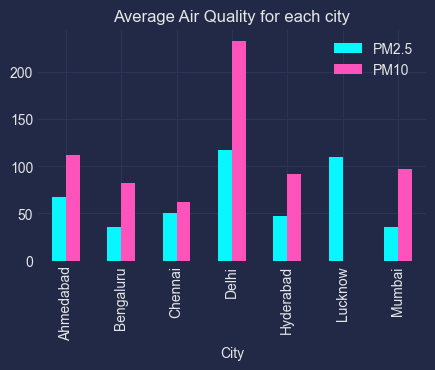 Average Air Quality for each city
PM2.5
PM10
200
150
100
50
0
Ahmedabad
Bengaluru
Chennai
Delhi
Hyderabad
Lucknow
Mumbai
City